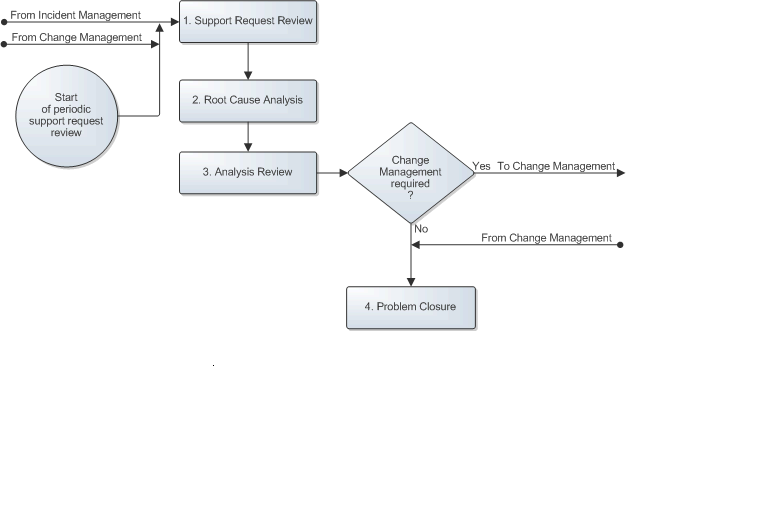 From Incident Management
1. Support Request Review
From Change Management
Start
of periodic
support request
review
2. Root Cause Analysis
3. Analysis Review
Change
Management
required
?
Yes To Change Management
No
From Change Management
4. Problem Closure
.